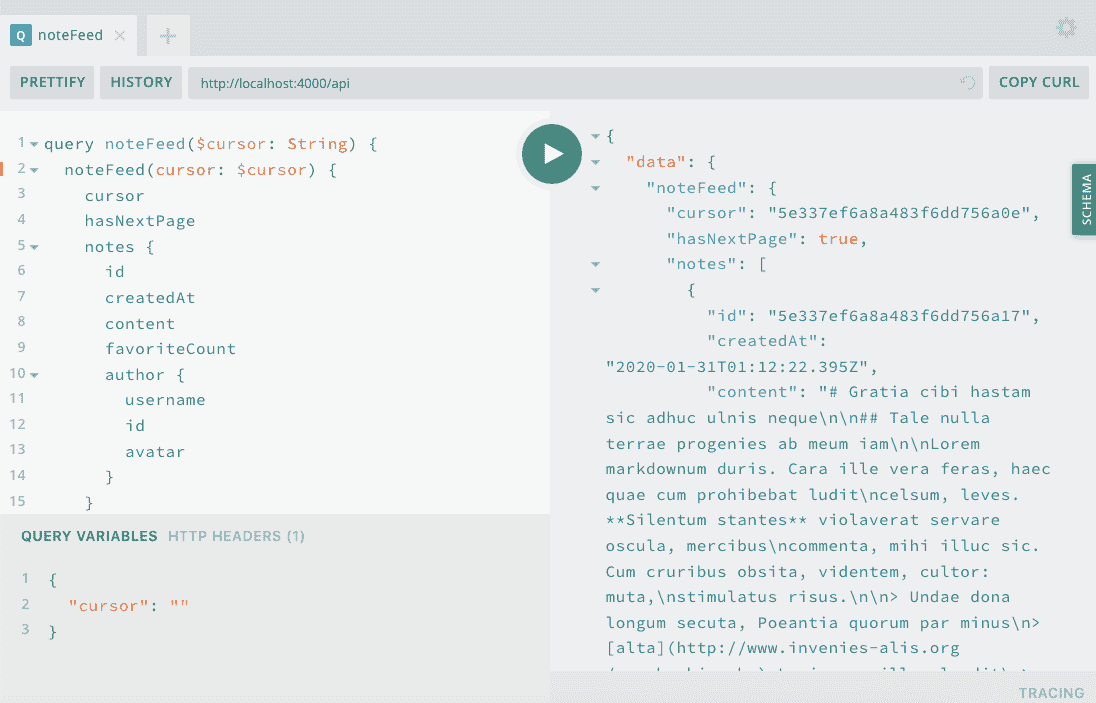 Q noteFeed
PRETTIFY HISTORY http://localhost:4000/api COPY CURL
1 query noteFeed($cursor: String) {
2 noteFeed(cursor: $cursor) {
3 cursor
4 hasNextPage
5 notes {
6 id
7 createdAt
8 content
9 favoriteCount
10 author {
11 username
12 id
13 avatar
14 }
15 }
QUERY VARIABLES HTTP HEADERS (1)
1 {
2 "cursor": ""
3 }
{
"data": {
"noteFeed": {
"cursor": "5e337ef6a8a483f6dd756a0e",
"hasNextPage": true,
"notes": [
{
"id": "5e337ef6a8a483f6dd756a17",
"createdAt":
"2020-01-31T01:12:22.395Z",
"content": "# Gratia cibi hastam
sic adhuc ulnis neque\n\n## Tale nulla
terrae progenies ab meum iam\n\nLorem
markdownum duris. Cara ille vera feras, haec
quae cum prohibebat ludit\ncelsum, leves.
**Silentum stantes** violaverat servare
oscula, mercibus\ncommenta, mihi illuc sic.
Cum cruribus obsita, videntem, cultor:
muta,\nstimulatus risus.\n\n> Undae dona
longum secuta, Poeantia quorum par minus\n>
[alta](http://www.invenies-alis.org
SCHEMA
TRACING